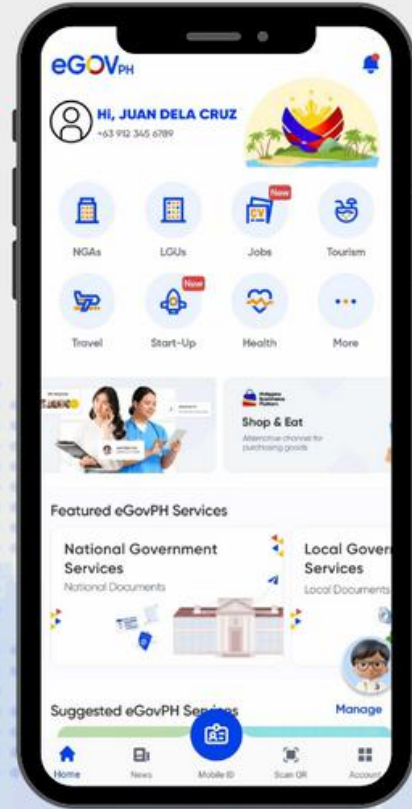 eGOVPH
Hi, JUAN DELA CRUZ
+63 912 345 6789
NGAs
LGUs
New
CV
Jobs
Tourism
Travel
New
Start-Up
Health
More
Shop & Eat
Alternative channel for
purchasing goods
Featured eGovPH Services
National Government
Services
National Documents
Local Govern
Services
Local Documents
Suggested eGovPH Services
Manage
Home
News
Mobile ID
Scan QR
Account